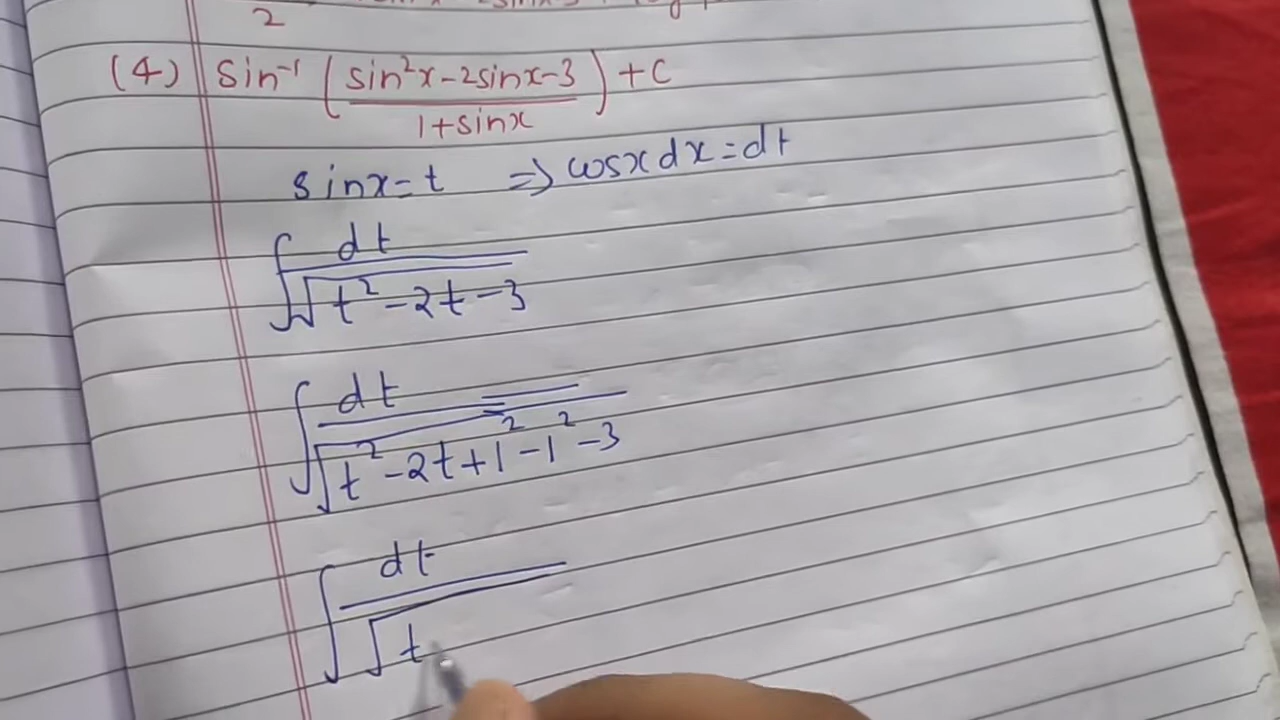 2
(4) sin⁻¹ (sin²x-2sinx-3 / 1+sinx) + c
sinx=t ⇒ cosx dx = dt
∫ dt / √t²-2t-3
∫ dt / √t²-2t+1²-1²-3
∫ dt / √t